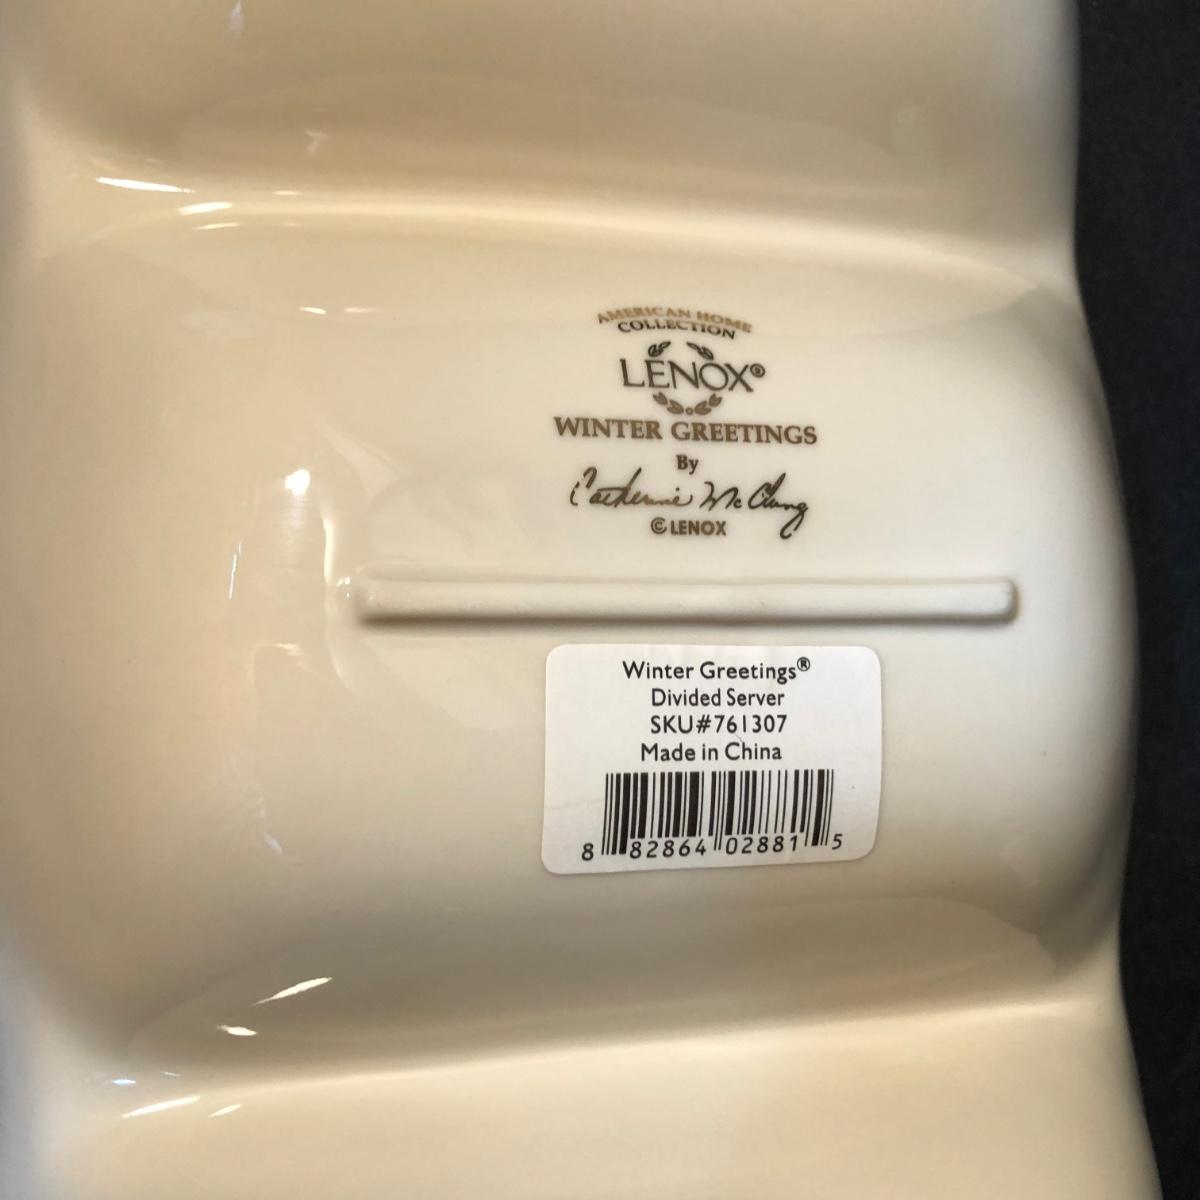 AMERICAN HOME
COLLECTION
LENOX®
WINTER GREETINGS
By
Catherine McClung
© LENOX
Winter Greetings®
Divided Server
SKU#761307
Made in China
8 82864 02881 5